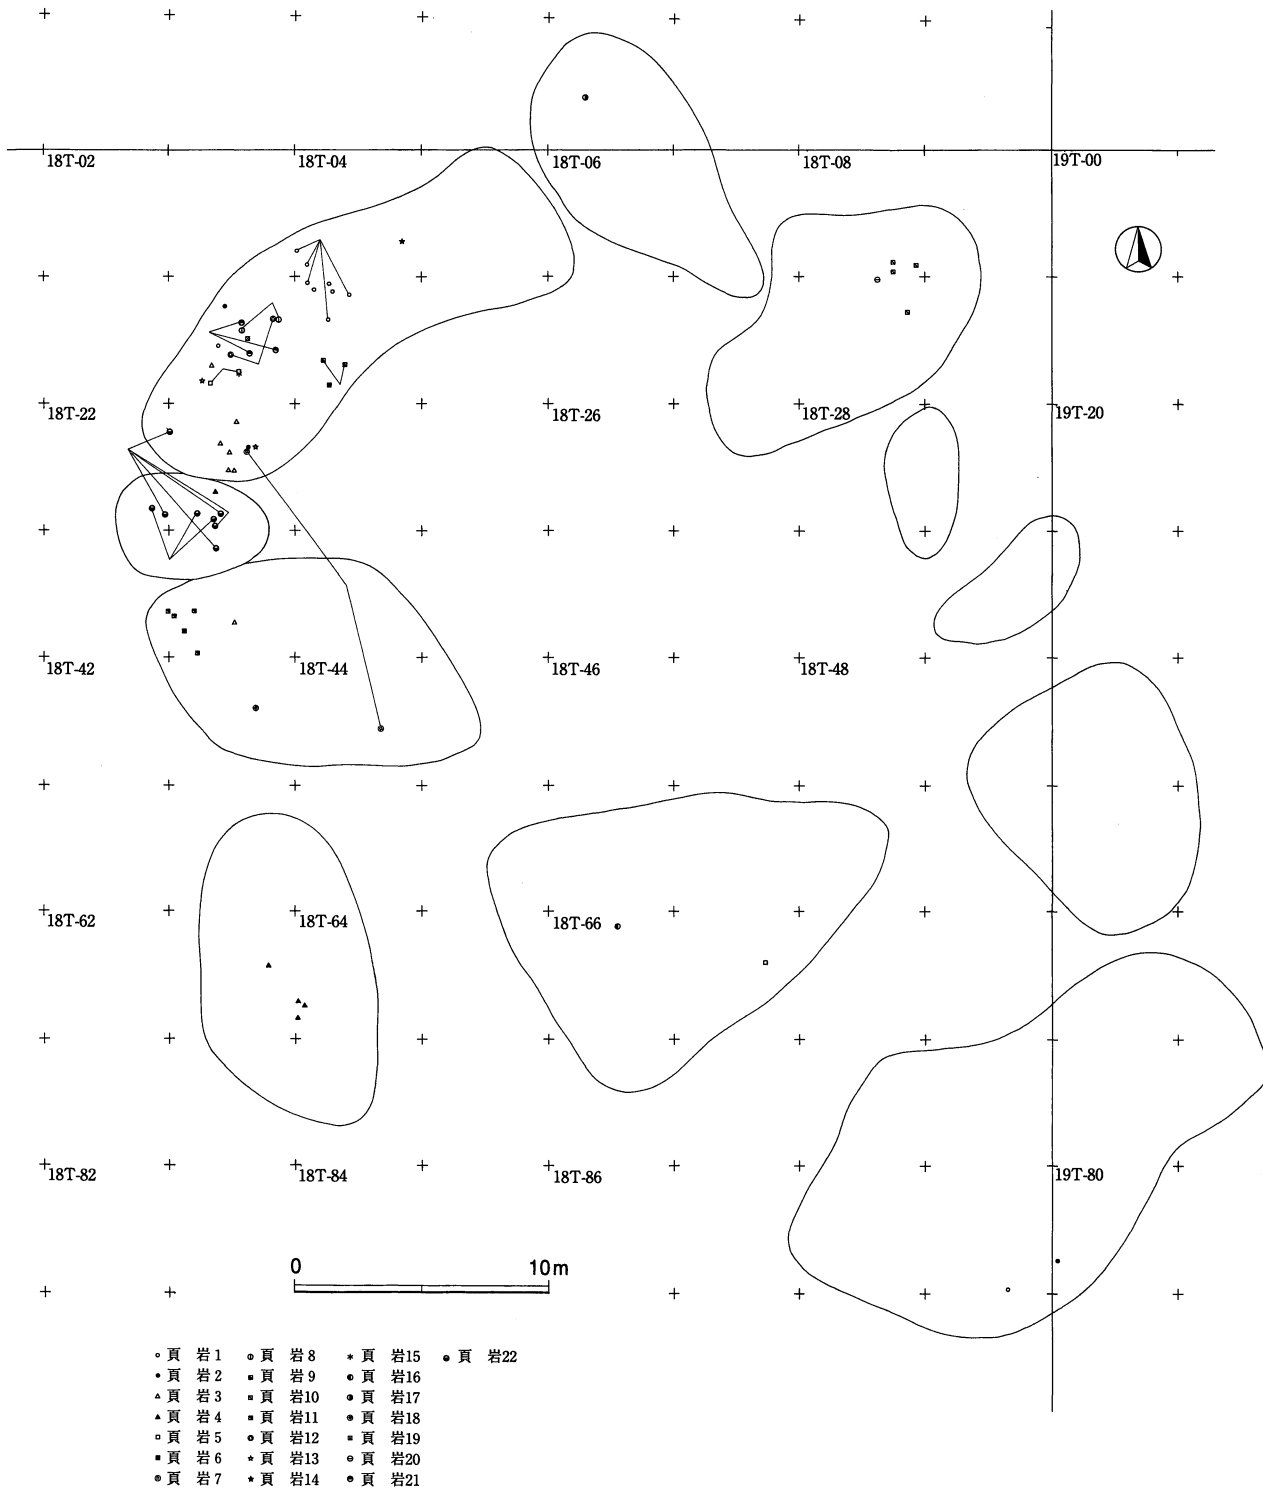 18T-02 18T-04 18T-06 18T-08 19T-00
18T-22 18T-26 18T-28 19T-20
18T-42 18T-44 18T-46 18T-48
18T-62 18T-64 18T-66
18T-82 18T-84 18T-86 19T-80
0 10m
頁 岩1 頁 岩8 頁 岩15 頁 岩22
頁 岩2 頁 岩9 頁 岩16
頁 岩3 頁 岩10 頁 岩17
頁 岩4 頁 岩11 頁 岩18
頁 岩5 頁 岩12 頁 岩19
頁 岩6 頁 岩13 頁 岩20
頁 岩7 頁 岩14 頁 岩21